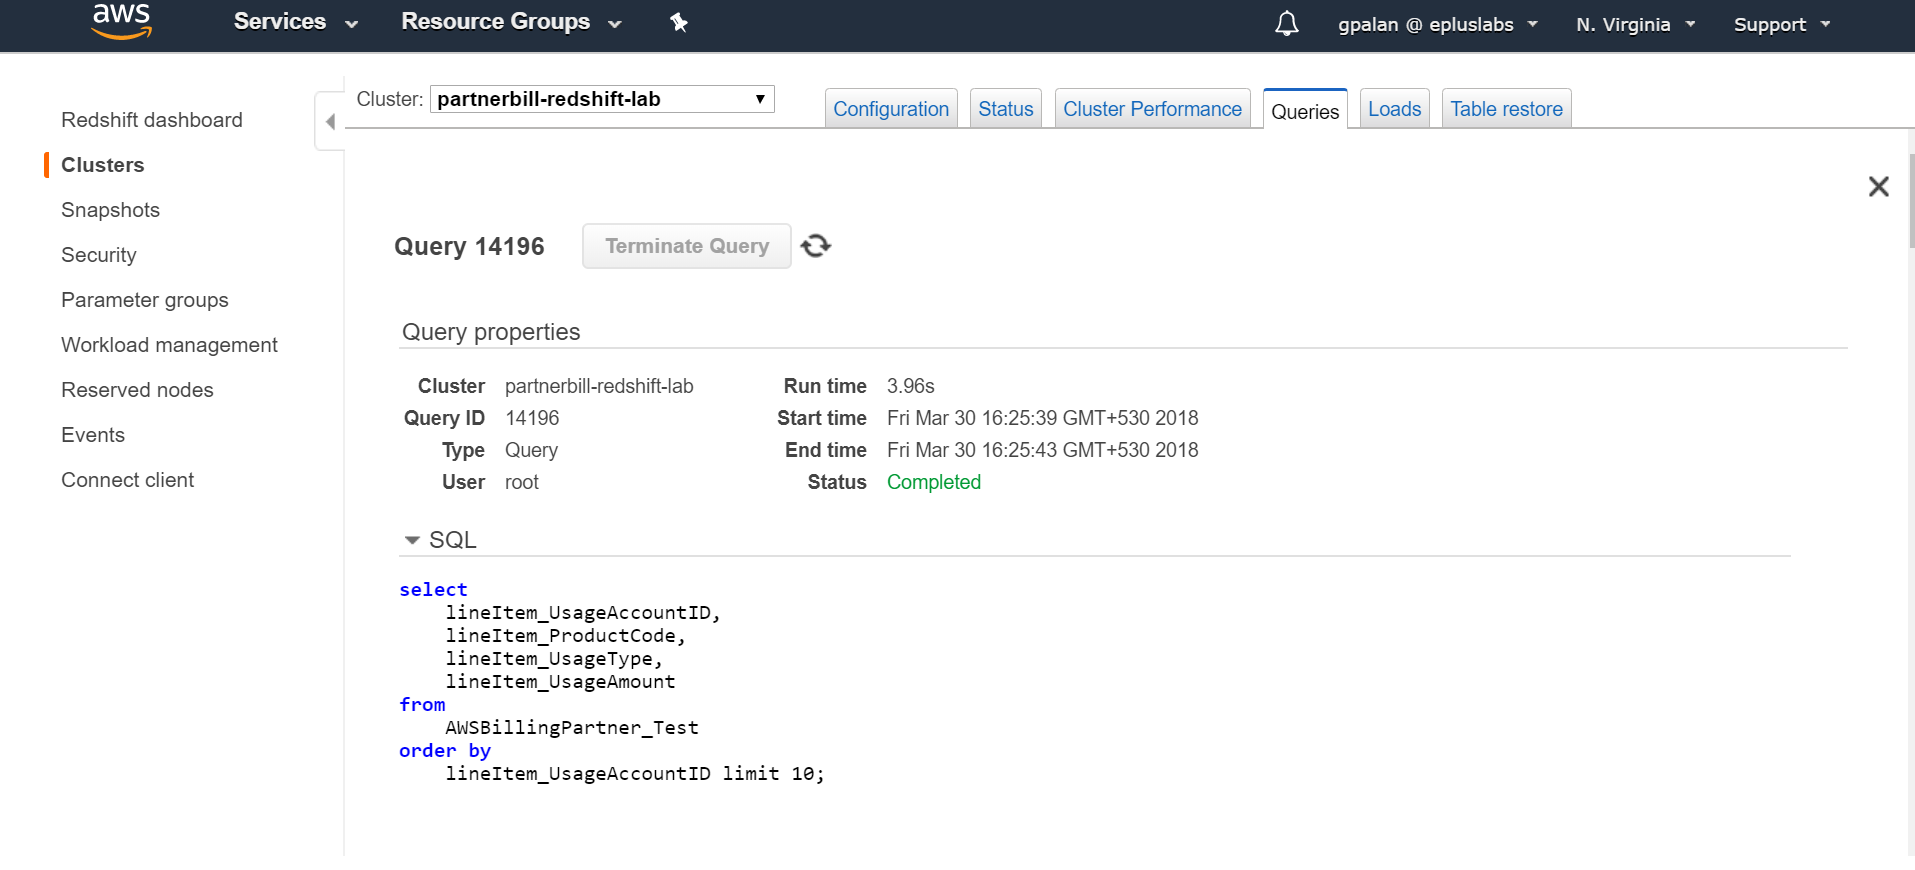 aws Services Resource Groups gpalan @ epluslabs N. Virginia Support
Cluster: partnerbill-redshift-lab Configuration Status Cluster Performance Queries Loads Table restore
Redshift dashboard
Clusters
Snapshots
Security
Parameter groups
Workload management
Reserved nodes
Events
Connect client
Query 14196 Terminate Query
Query properties
Cluster partnerbill-redshift-lab Run time 3.96s
Query ID 14196 Start time Fri Mar 30 16:25:39 GMT+530 2018
Type Query End time Fri Mar 30 16:25:43 GMT+530 2018
User root Status Completed
SQL
select
lineItem_UsageAccountID,
lineItem_ProductCode,
lineItem_UsageType,
lineItem_UsageAmount
from
AWSBillingPartner_Test
order by
lineItem_UsageAccountID limit 10;